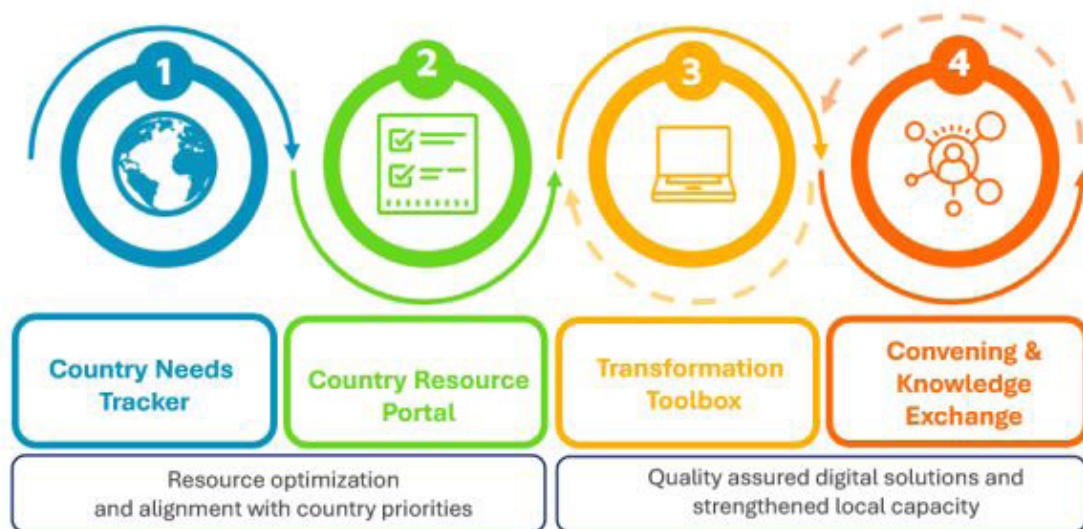 1
2
3
4
Country Needs
Tracker
Country Resource
Portal
Transformation
Toolbox
Convening &
Knowledge
Exchange
Resource optimization
and alignment with country priorities
Quality assured digital solutions and
strengthened local capacity